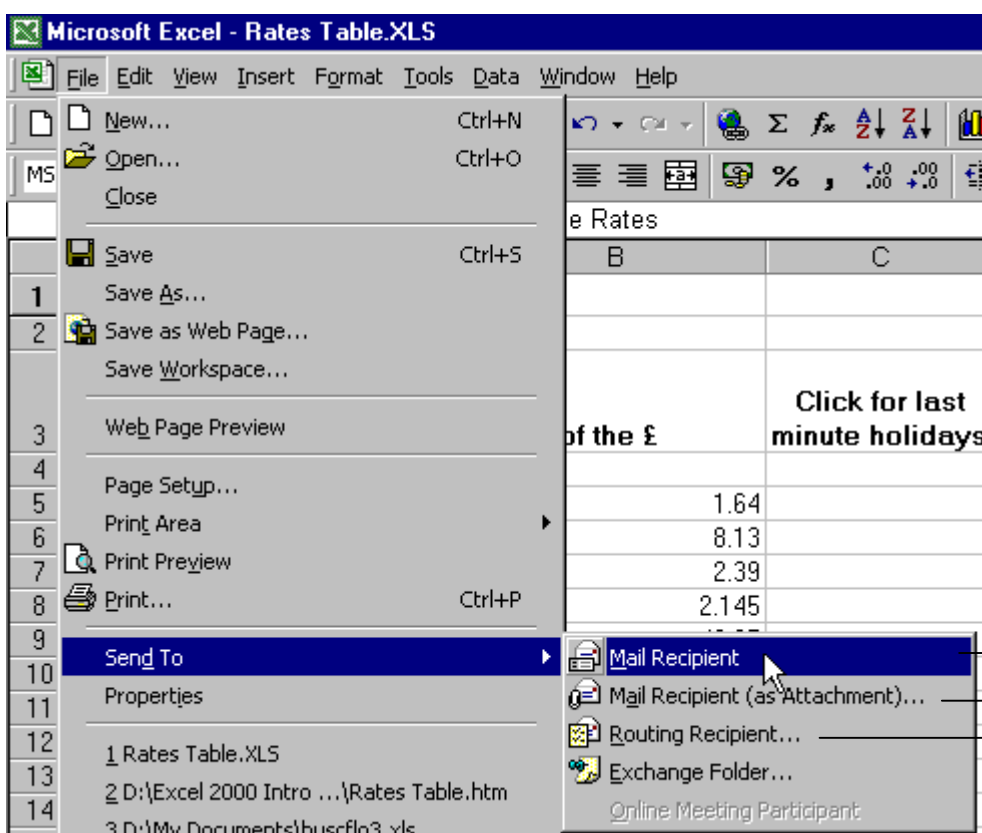 Microsoft Excel - Rates Table.XLS
File Edit View Insert Format Tools Data Window Help
New... Ctrl+N
Open... Ctrl+O
MS
Close
e Rates
Save Ctrl+S
B C
Save As...
1
Save as Web Page...
2
Save Workspace...
Click for last
Web Page Preview
3 of the £ minute holidays
4
Page Setup...
5 1.64
Print Area
6 8.13
Print Preview
7 2.39
Print... Ctrl+P
8 2.145
9
Send To Mail Recipient
10
Properties Mail Recipient (as Attachment)...
11
12 Routing Recipient...
1 Rates Table.XLS
13 Exchange Folder...
2 D:\Excel 2000 Intro ...\Rates Table.htm
14 Online Meeting Participant
3 D:\My Documents\buscflo3.xls